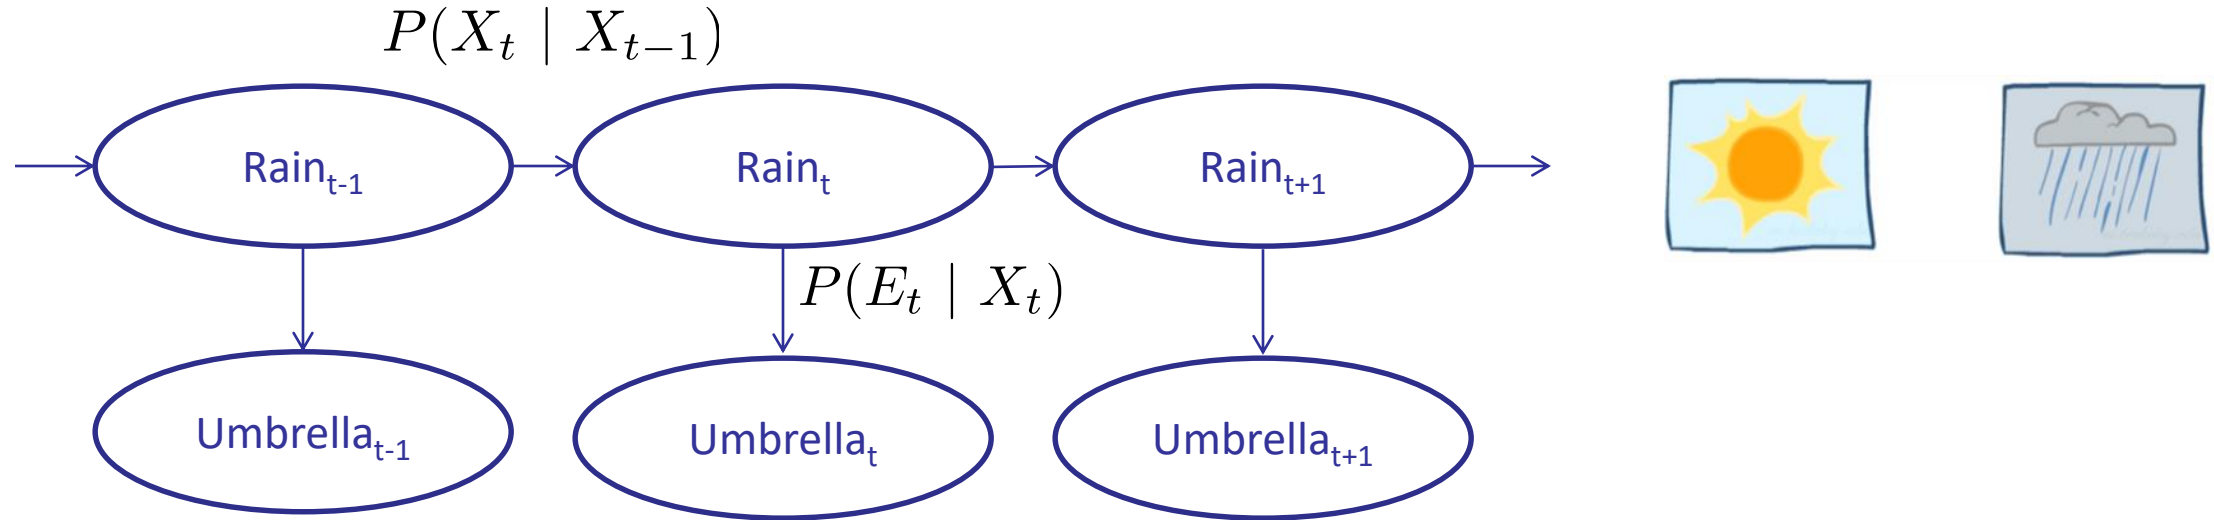 P(X_t | X_{t-1})
Rain_{t-1}
Rain_t
Rain_{t+1}
P(E_t | X_t)
Umbrella_{t-1}
Umbrella_t
Umbrella_{t+1}